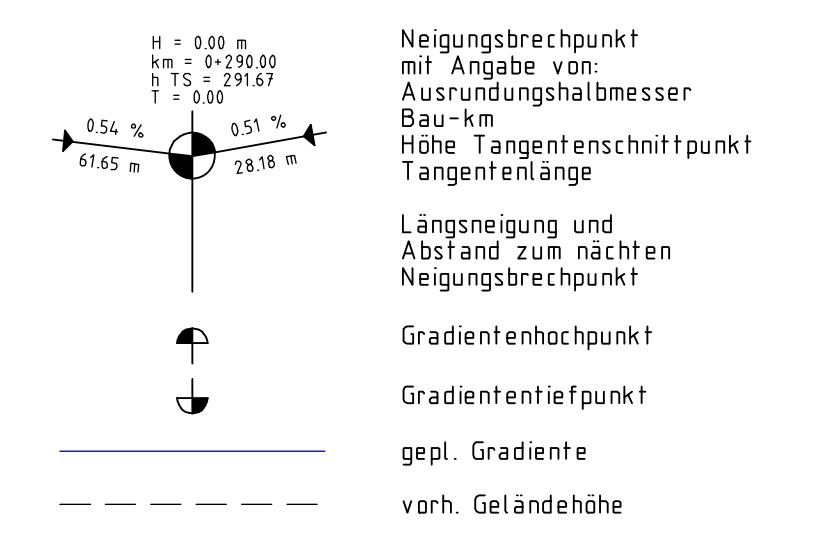 H = 0.00 m
km = 0+290.00
h TS = 291.67
T = 0.00
0.54 %
0.51 %
61.65 m
28.18 m
Neigungsbrechpunkt
mit Angabe von:
Ausrundungshalbmesser
Bau-km
Höhe Tangentenschnittpunkt
Tangentenlänge
Längsneigung und
Abstand zum nächten
Neigungsbrechpunkt
Gradientenhochpunkt
Gradiententiefpunkt
gepl. Gradiente
vorh. Geländehöhe